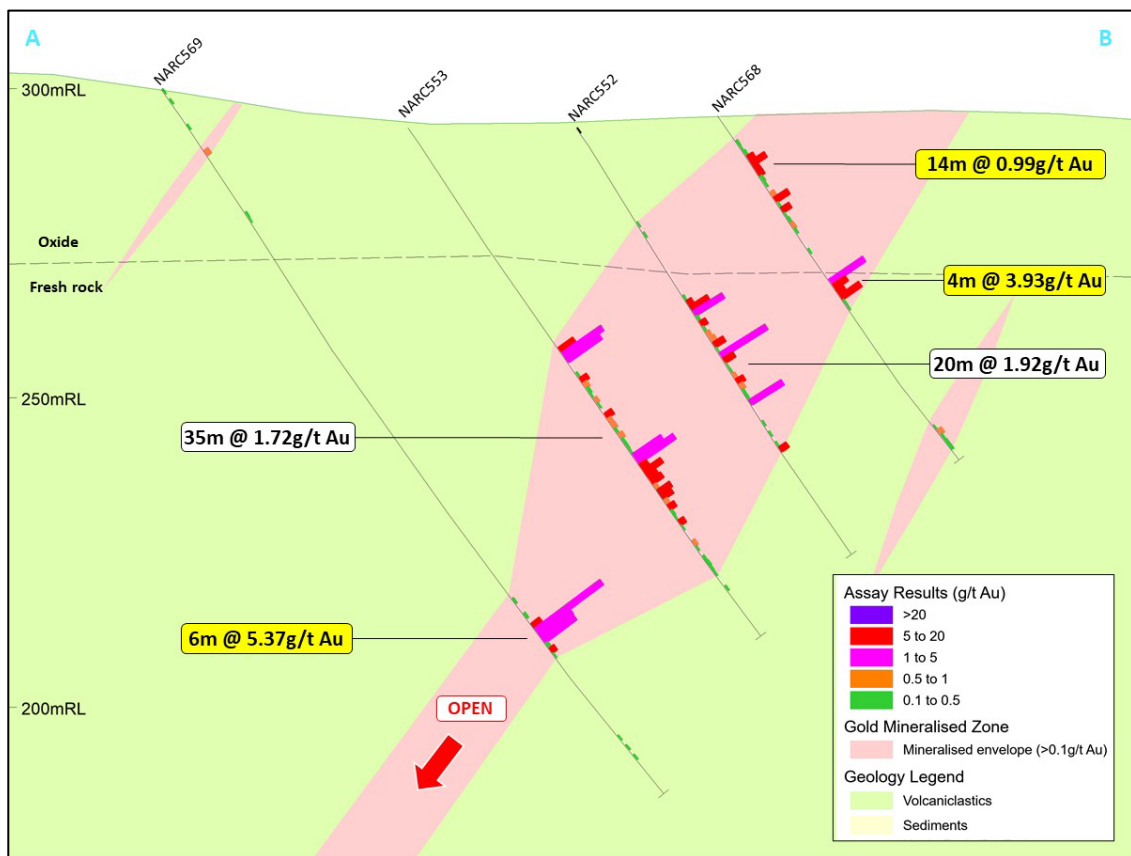 A
B
NARC569
NARC553
NARC552
NARC568
300mRL
14m @ 0.99g/t Au
Oxide
Fresh rock
4m @ 3.93g/t Au
20m @ 1.92g/t Au
250mRL
35m @ 1.72g/t Au
6m @ 5.37g/t Au
200mRL
OPEN
Assay Results (g/t Au)
>20
5 to 20
1 to 5
0.5 to 1
0.1 to 0.5
Gold Mineralised Zone
Mineralised envelope (>0.1g/t Au)
Geology Legend
Volcaniclastics
Sediments